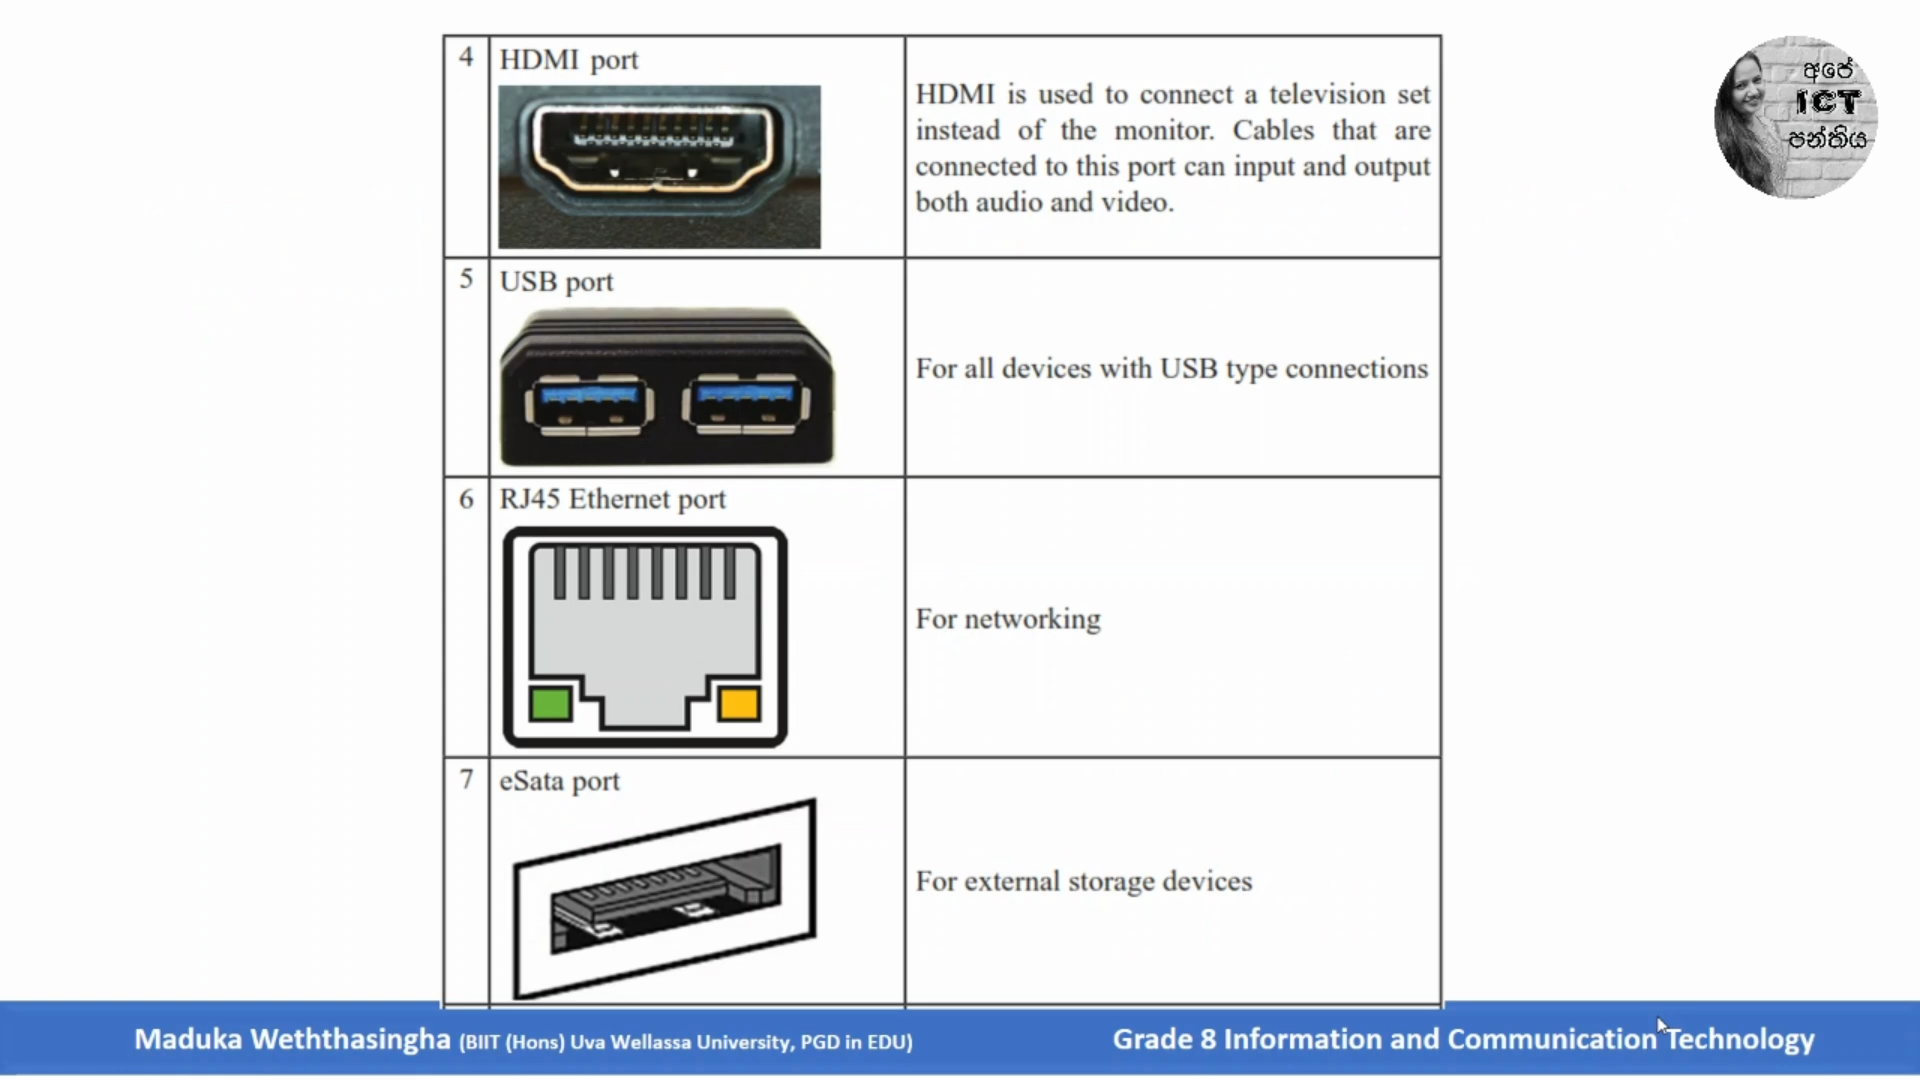 4
HDMI port
HDMI is used to connect a television set
instead of the monitor. Cables that are
connected to this port can input and output
both audio and video.
5
USB port
For all devices with USB type connections
6
RJ45 Ethernet port
For networking
7
eSata port
For external storage devices
අපේ
ICT
පන්තිය
Maduka Weththasingha (BIIT (Hons) Uva Wellassa University, PGD in EDU)
Grade 8 Information and Communication Technology